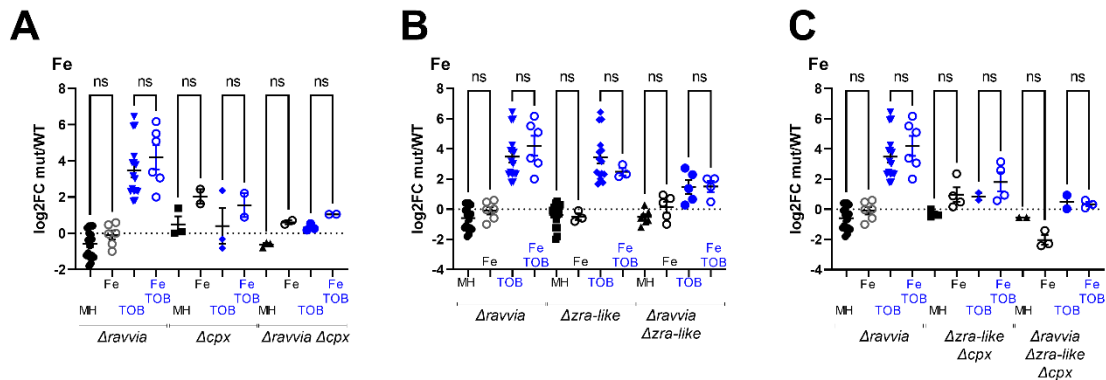 A
Fe
ns ns ns ns ns ns
log2FC mut/WT
8
6
4
2
0
-2
Fe Fe Fe Fe Fe Fe
TOB TOB TOB
MH TOB MH TOB MH TOB
Δravvia Δcpx Δravvia Δcpx
B
Fe
ns ns ns ns ns ns
log2FC mut/WT
8
6
4
2
0
-2
-4
Fe Fe Fe
Fe Fe Fe
MH TOB TOB MH TOB TOB MH TOB TOB
Δravvia Δzra-like Δravvia
Δzra-like
C
Fe
ns ns ns ns ns ns
log2FC mut/WT
8
6
4
2
0
-2
-4
Fe Fe Fe Fe Fe Fe
TOB TOB TOB
MH TOB MH TOB MH TOB
Δravvia Δzra-like Δravvia
Δcpx Δzra-like
Δcpx